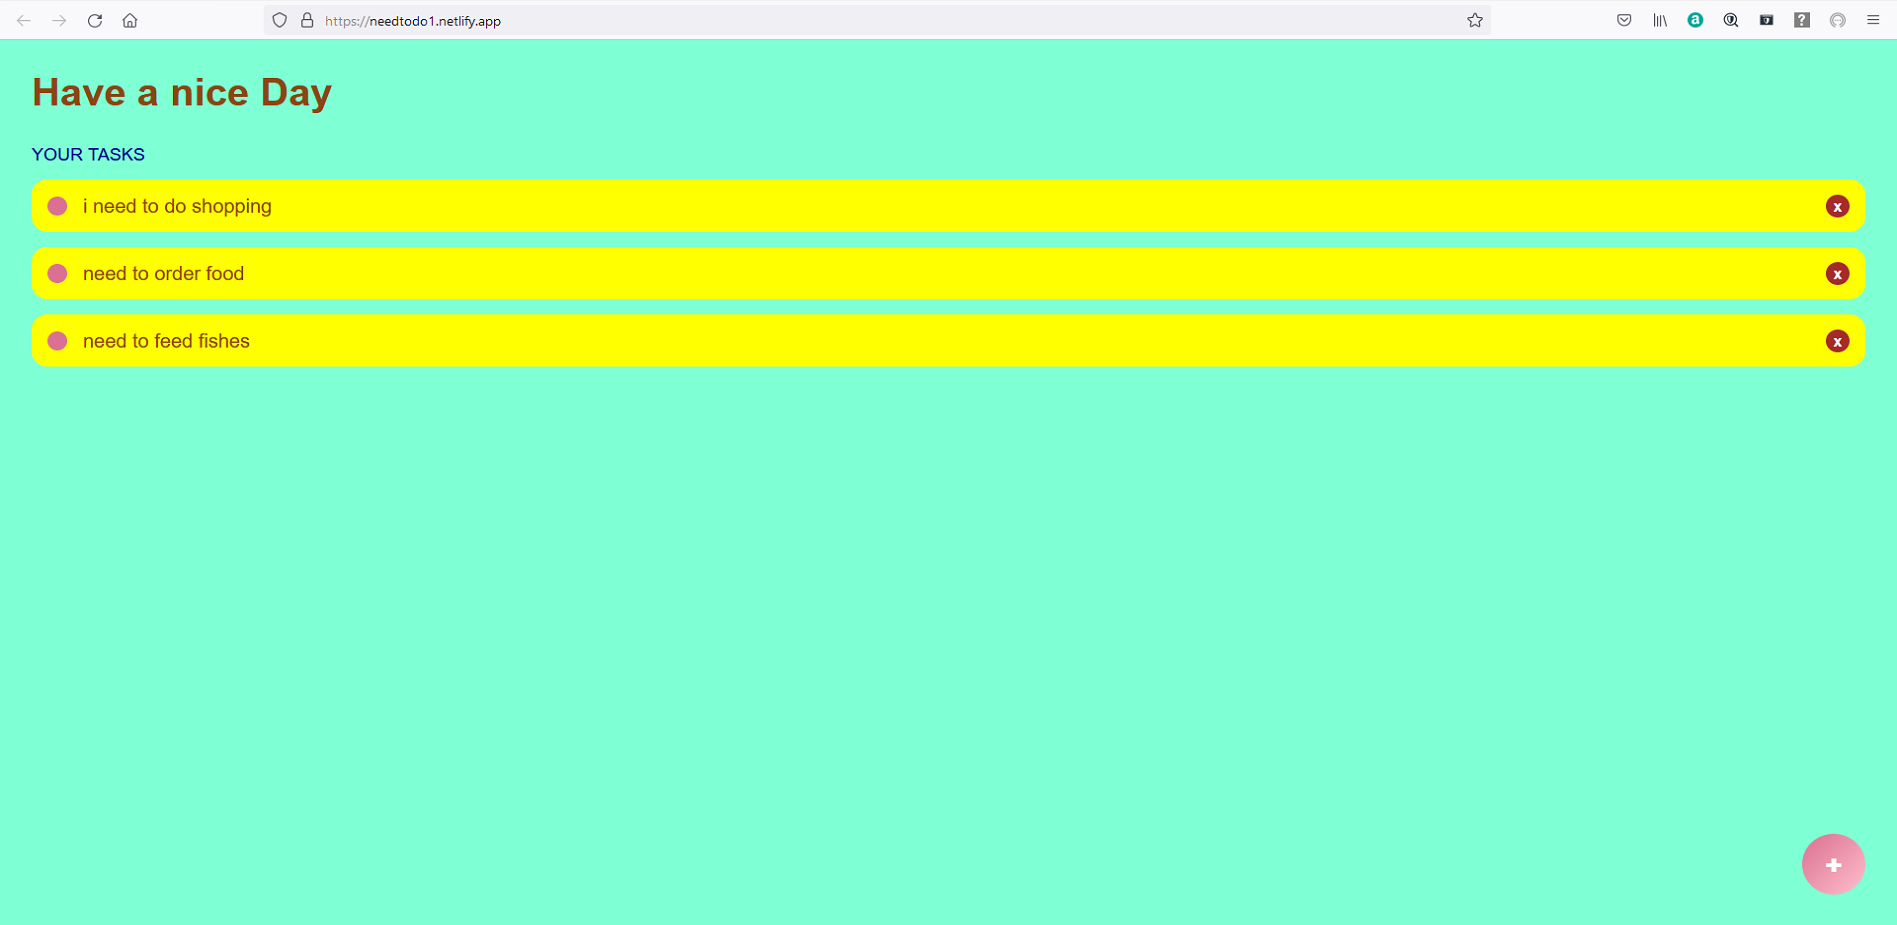 https://needtodo1.netlify.app
a
?
Have a nice Day
YOUR TASKS
i need to do shopping
x
need to order food
x
need to feed fishes
x
+